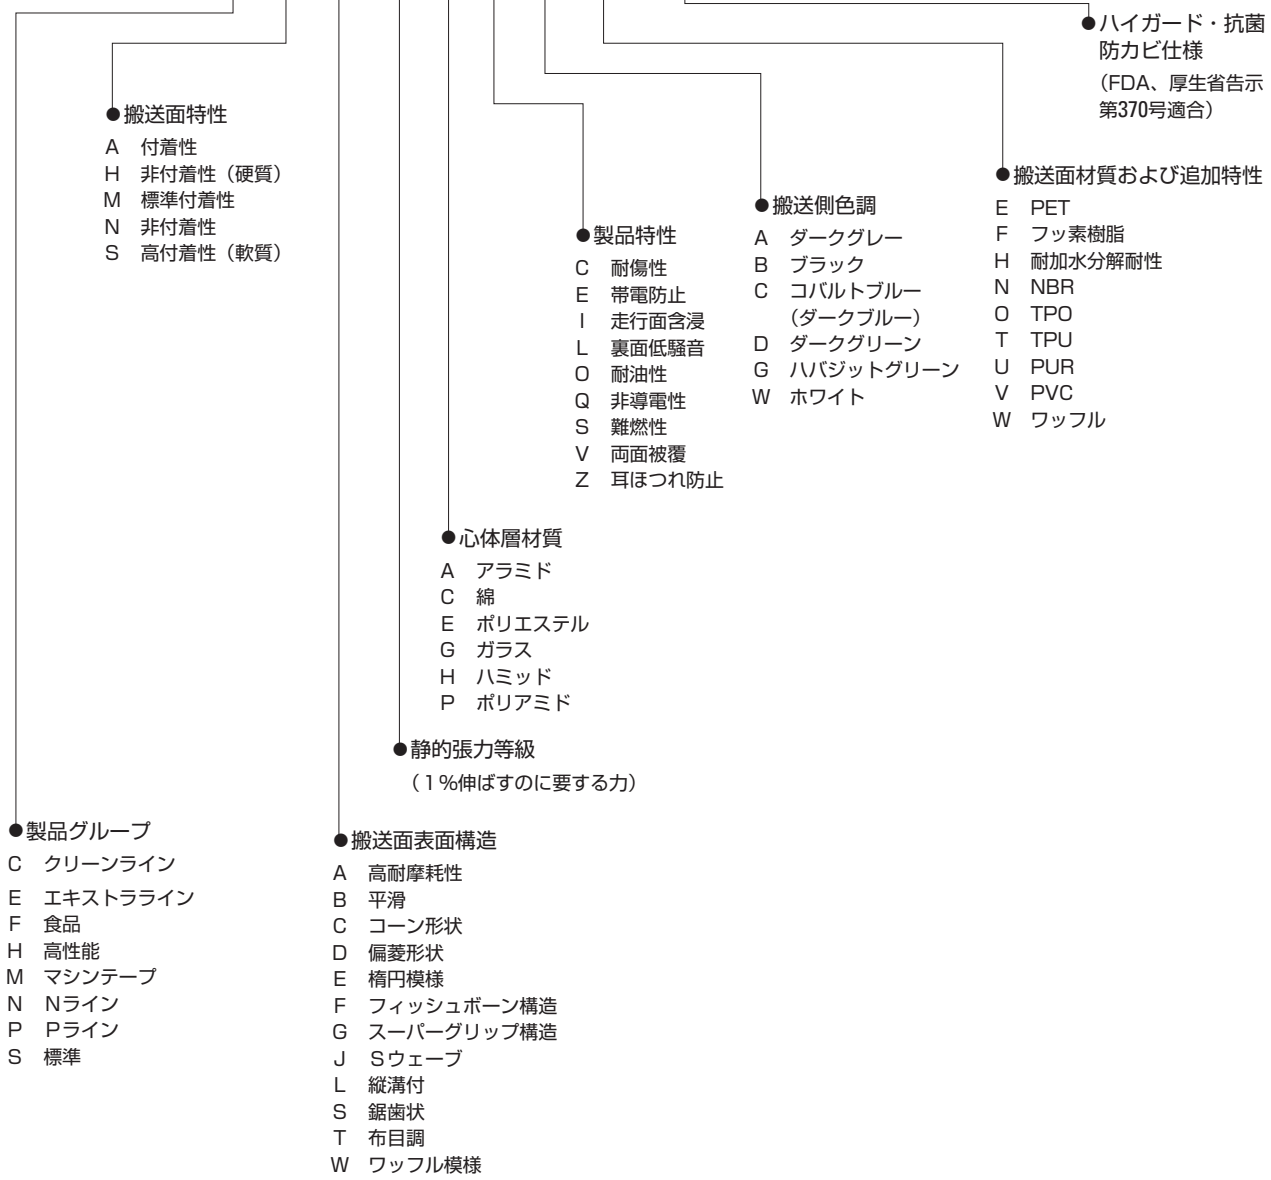 ●ハイガード・抗菌
防カビ仕様
（FDA、厚生省告示
第370号適合）
●搬送面特性
A 付着性
H 非付着性（硬質）
M 標準付着性
N 非付着性
S 高付着性（軟質）
●製品特性
C 耐傷性
E 帯電防止
I 走行面含浸
L 裏面低騒音
O 耐油性
Q 非導電性
S 難燃性
V 両面被覆
Z 耳ほつれ防止
●搬送側色調
A ダークグレー
B ブラック
C コバルトブルー
（ダークブルー）
D ダークグリーン
G ハバジットグリーン
W ホワイト
●搬送面材質および追加特性
E PET
F フッ素樹脂
H 耐加水分解耐性
N NBR
O TPO
T TPU
U PUR
V PVC
W ワッフル
●心体層材質
A アラミド
C 綿
E ポリエステル
G ガラス
H ハミッド
P ポリアミド
●静的張力等級
（１％伸ばすのに要する力）
●製品グループ
C クリーンライン
E エキストラライン
F 食品
H 高性能
M マシンテープ
N Ｎライン
P Ｐライン
S 標準
●搬送面表面構造
A 高耐摩耗性
B 平滑
C コーン形状
D 偏菱形状
E 楕円模様
F フィッシュボーン構造
G スーパーグリップ構造
J Ｓウェーブ
L 縦溝付
S 鋸歯状
T 布目調
W ワッフル模様